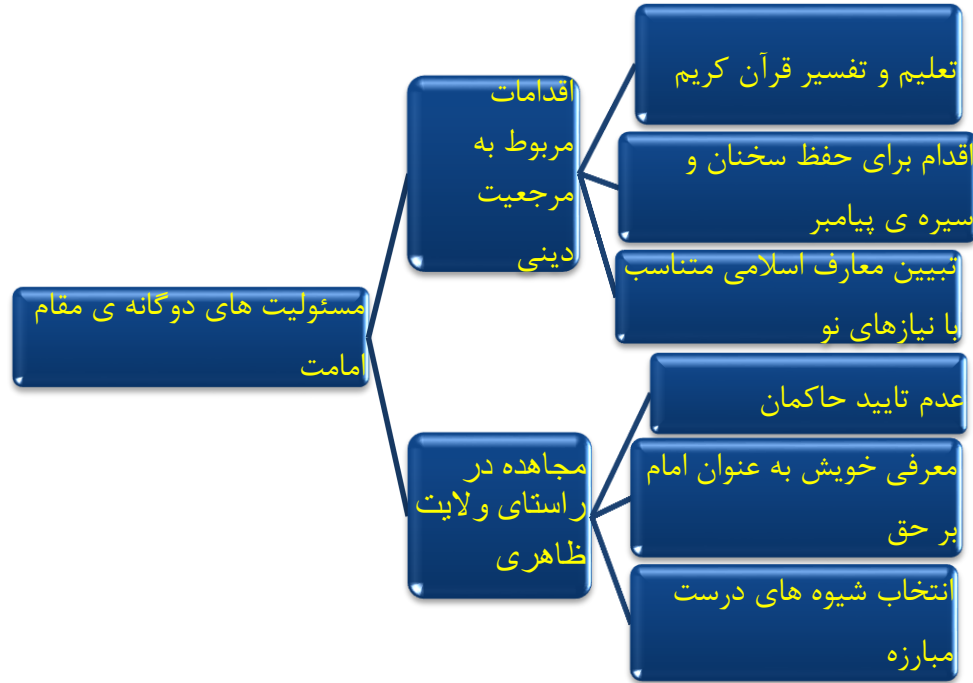 مسئولیت های دوگانه ی مقام
امامت
اقدامات
مربوط به
مرجعیت
دینی
تعلیم و تفسیر قرآن کریم
اقدام برای حفظ سخنان و
سیره ی پیامبر
تبیین معارف اسلامی متناسب
با نیازهای نو
مجاهده در
راستای ولایت
ظاهری
عدم تایید حاکمان
معرفی خویش به عنوان امام
بر حق
انتخاب شیوه های درست
مبارزه